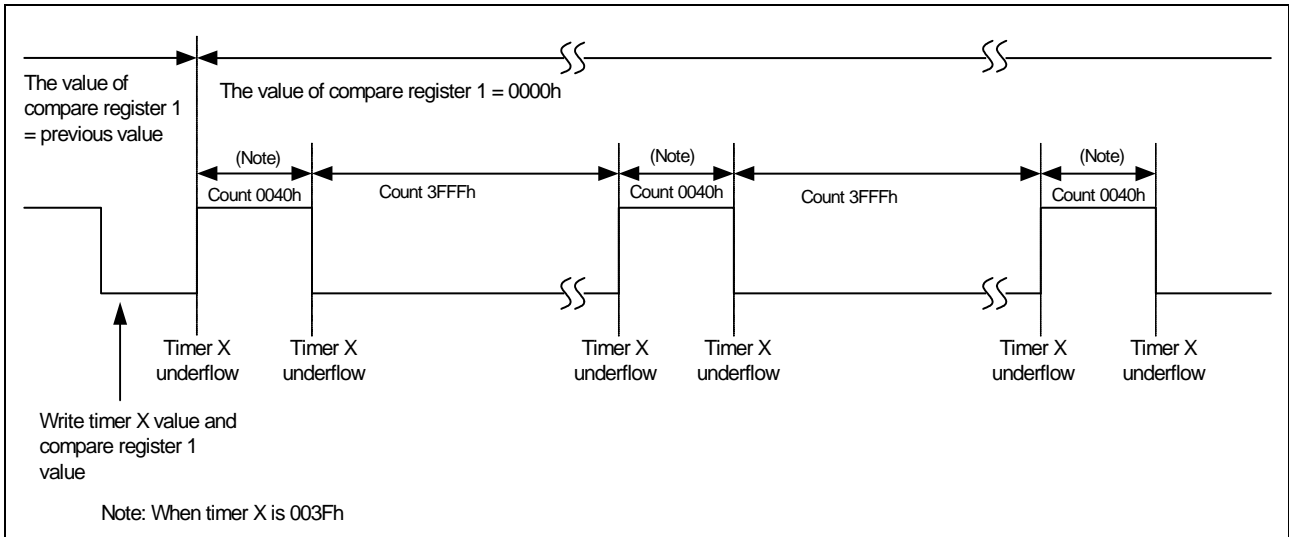 The value of
compare register 1
= previous value
The value of compare register 1 = 0000h
(Note)
Count 0040h
Count 3FFFh
(Note)
Count 0040h
Count 3FFFh
(Note)
Count 0040h
Timer X
underflow
Timer X
underflow
Timer X
underflow
Timer X
underflow
Timer X
underflow
Timer X
underflow
Write timer X value and
compare register 1
value
Note: When timer X is 003Fh